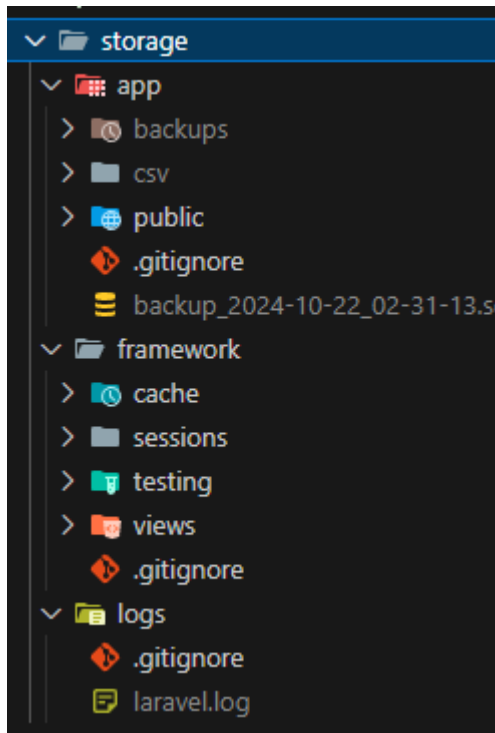 storage
app
backups
csv
public
.gitignore
backup_2024-10-22_02-31-13.s
framework
cache
sessions
testing
views
.gitignore
logs
.gitignore
laravel.log